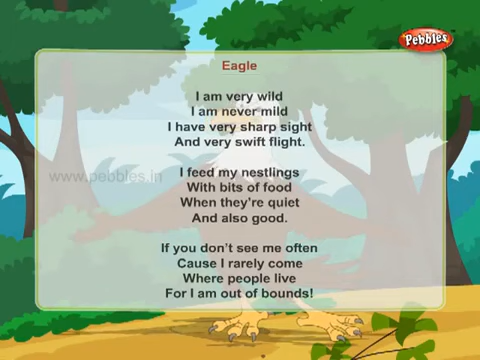 Pebbles
Eagle
I am very wild
I am never mild
I have very sharp sight
And very swift flight.
www.pebbles.in
I feed my nestlings
With bits of food
When they're quiet
And also good.
If you don't see me often
Cause I rarely come
Where people live
For I am out of bounds!